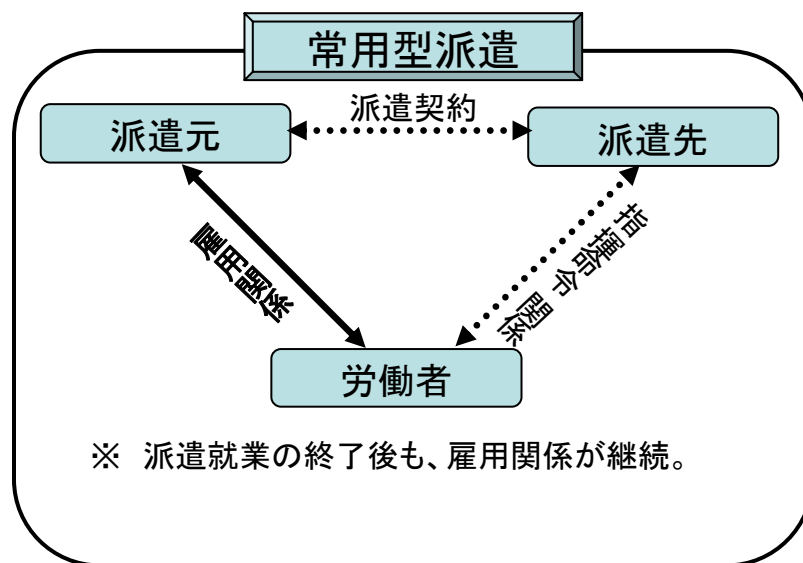 常用型派遣
派遣契約
派遣元
派遣先
雇用関係
指揮命令関係
労働者
※ 派遣就業の終了後も、雇用関係が継続。